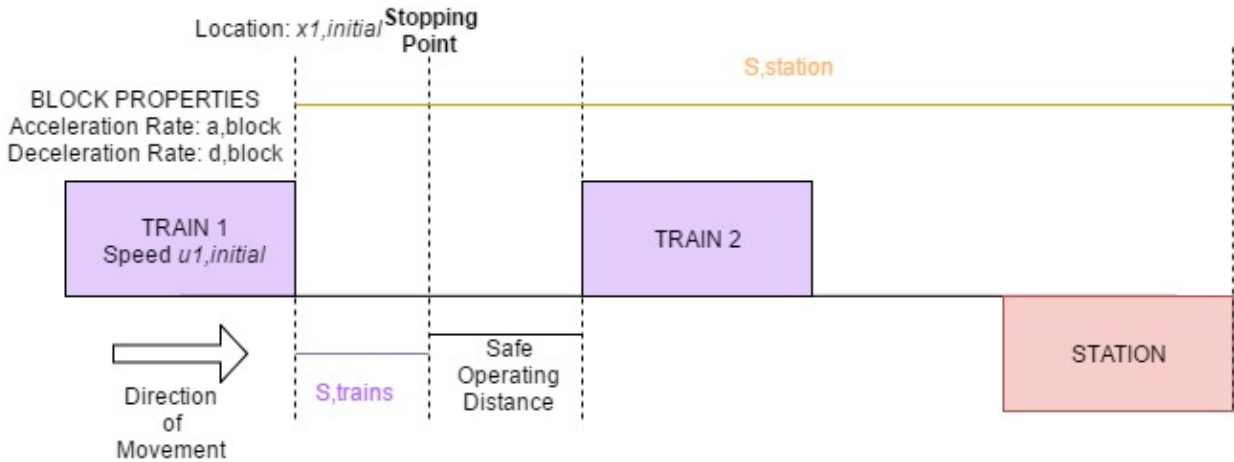 Location: x1,initial
Stopping
Point
S,station
BLOCK PROPERTIES
Acceleration Rate: a,block
Deceleration Rate: d,block
TRAIN 1
Speed u1,initial
TRAIN 2
Safe
Operating
Distance
STATION
S,trains
Direction
of
Movement